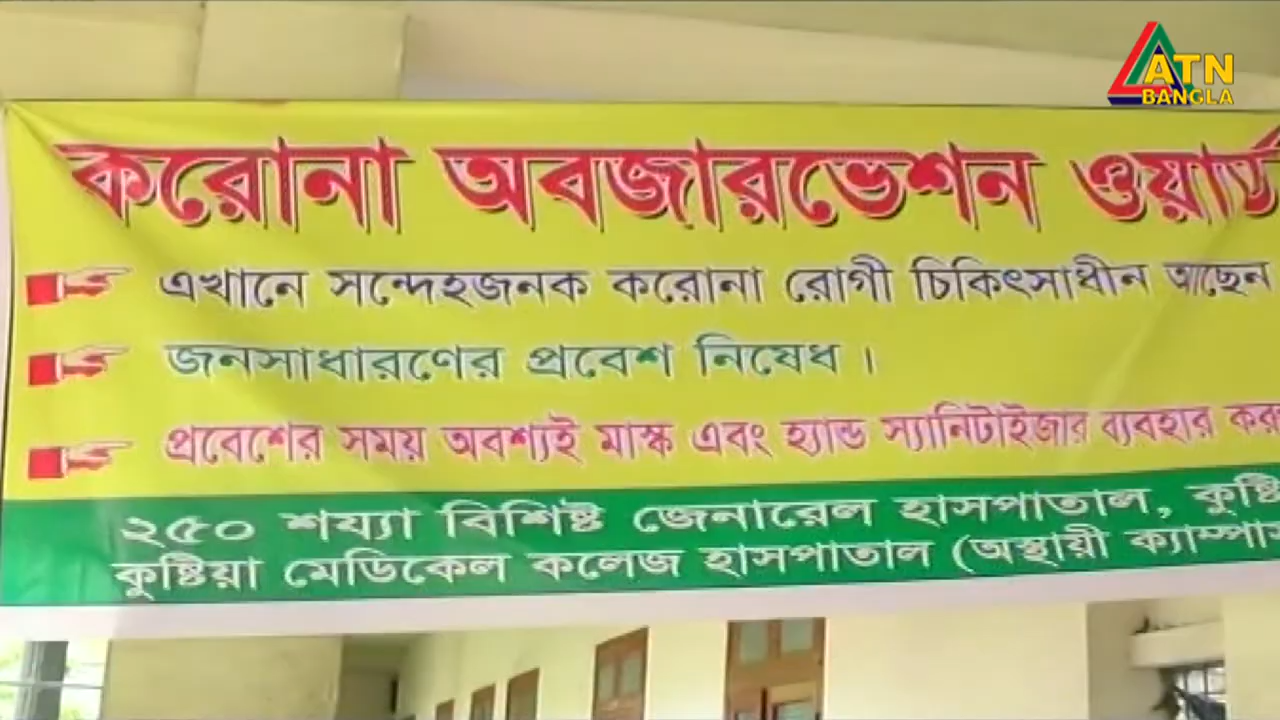 ATN
BANGLA
করোনা অবজারভেশন ওয়ার্ড
এখানে সন্দেহজনক করোনা রোগী চিকিৎসাধীন আছেন
জনসাধারণের প্রবেশ নিষেধ।
প্রবেশের সময় অবশ্যই মাস্ক এবং হ্যান্ড স্যানিটাইজার ব্যবহার
২৫০ শয্যা বিশিষ্ট জেনারেল হাসপাতাল,
কুষ্টিয়া মেডিকেল কলেজ হাসপাতাল (অস্থায়ী